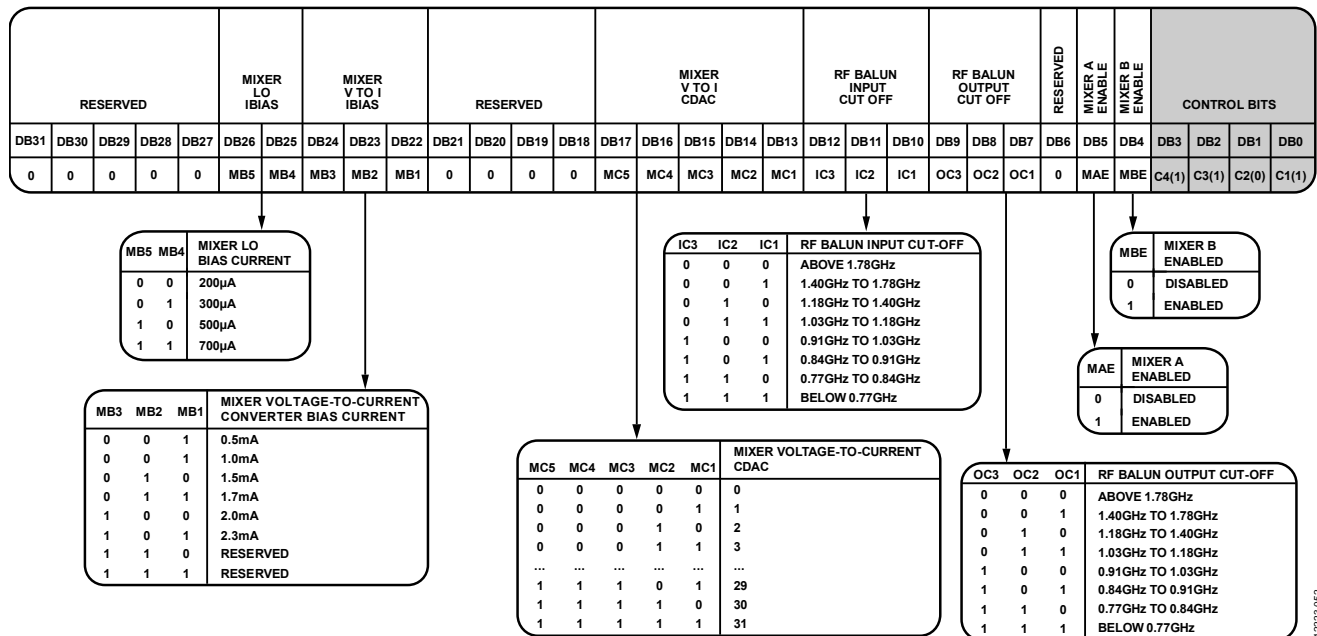 RESERVED
MIXER
LO
IBIAS
MIXER
V TO I
IBIAS
RESERVED
MIXER
V TO I
CDAC
RF BALUN
INPUT
CUT OFF
RF BALUN
OUTPUT
CUT OFF
RESERVED
MIXER A
ENABLE
MIXER B
ENABLE
CONTROL BITS
DB31 DB30 DB29 DB28 DB27 DB26 DB25 DB24 DB23 DB22 DB21 DB20 DB19 DB18 DB17 DB16 DB15 DB14 DB13 DB12 DB11 DB10 DB9 DB8 DB7 DB6 DB5 DB4 DB3 DB2 DB1 DB0
0 0 0 0 0 MB5 MB4 MB3 MB2 MB1 0 0 0 0 MC5 MC4 MC3 MC2 MC1 IC3 IC2 IC1 OC3 OC2 OC1 0 MAE MBE C4(1) C3(1) C2(0) C1(1)
MB5 MB4 MIXER LO
BIAS CURRENT
0 0 200µA
0 1 300µA
1 0 500µA
1 1 700µA
MB3 MB2 MB1 MIXER VOLTAGE-TO-CURRENT
CONVERTER BIAS CURRENT
0 0 1 0.5mA
0 0 1 1.0mA
0 1 0 1.5mA
0 1 1 1.7mA
1 0 0 2.0mA
1 0 1 2.3mA
1 1 0 RESERVED
1 1 1 RESERVED
IC3 IC2 IC1 RF BALUN INPUT CUT-OFF
0 0 0 ABOVE 1.78GHz
0 0 1 1.40GHz TO 1.78GHz
0 1 0 1.18GHz TO 1.40GHz
0 1 1 1.03GHz TO 1.18GHz
1 0 0 0.91GHz TO 1.03GHz
1 0 1 0.84GHz TO 0.91GHz
1 1 0 0.77GHz TO 0.84GHz
1 1 1 BELOW 0.77GHz
MBE MIXER B
ENABLED
0 DISABLED
1 ENABLED
MAE MIXER A
ENABLED
0 DISABLED
1 ENABLED
MC5 MC4 MC3 MC2 MC1 MIXER VOLTAGE-TO-CURRENT
CDAC
0 0 0 0 0 0
0 0 0 0 1 1
0 0 0 1 0 2
0 0 0 1 1 3
... ... ... ... ... ...
1 1 1 0 1 29
1 1 1 1 0 30
1 1 1 1 1 31
OC3 OC2 OC1 RF BALUN OUTPUT CUT-OFF
0 0 0 ABOVE 1.78GHz
0 0 1 1.40GHz TO 1.78GHz
0 1 0 1.18GHz TO 1.40GHz
0 1 1 1.03GHz TO 1.18GHz
1 0 0 0.91GHz TO 1.03GHz
1 0 1 0.84GHz TO 0.91GHz
1 1 0 0.77GHz TO 0.84GHz
1 1 1 BELOW 0.77GHz